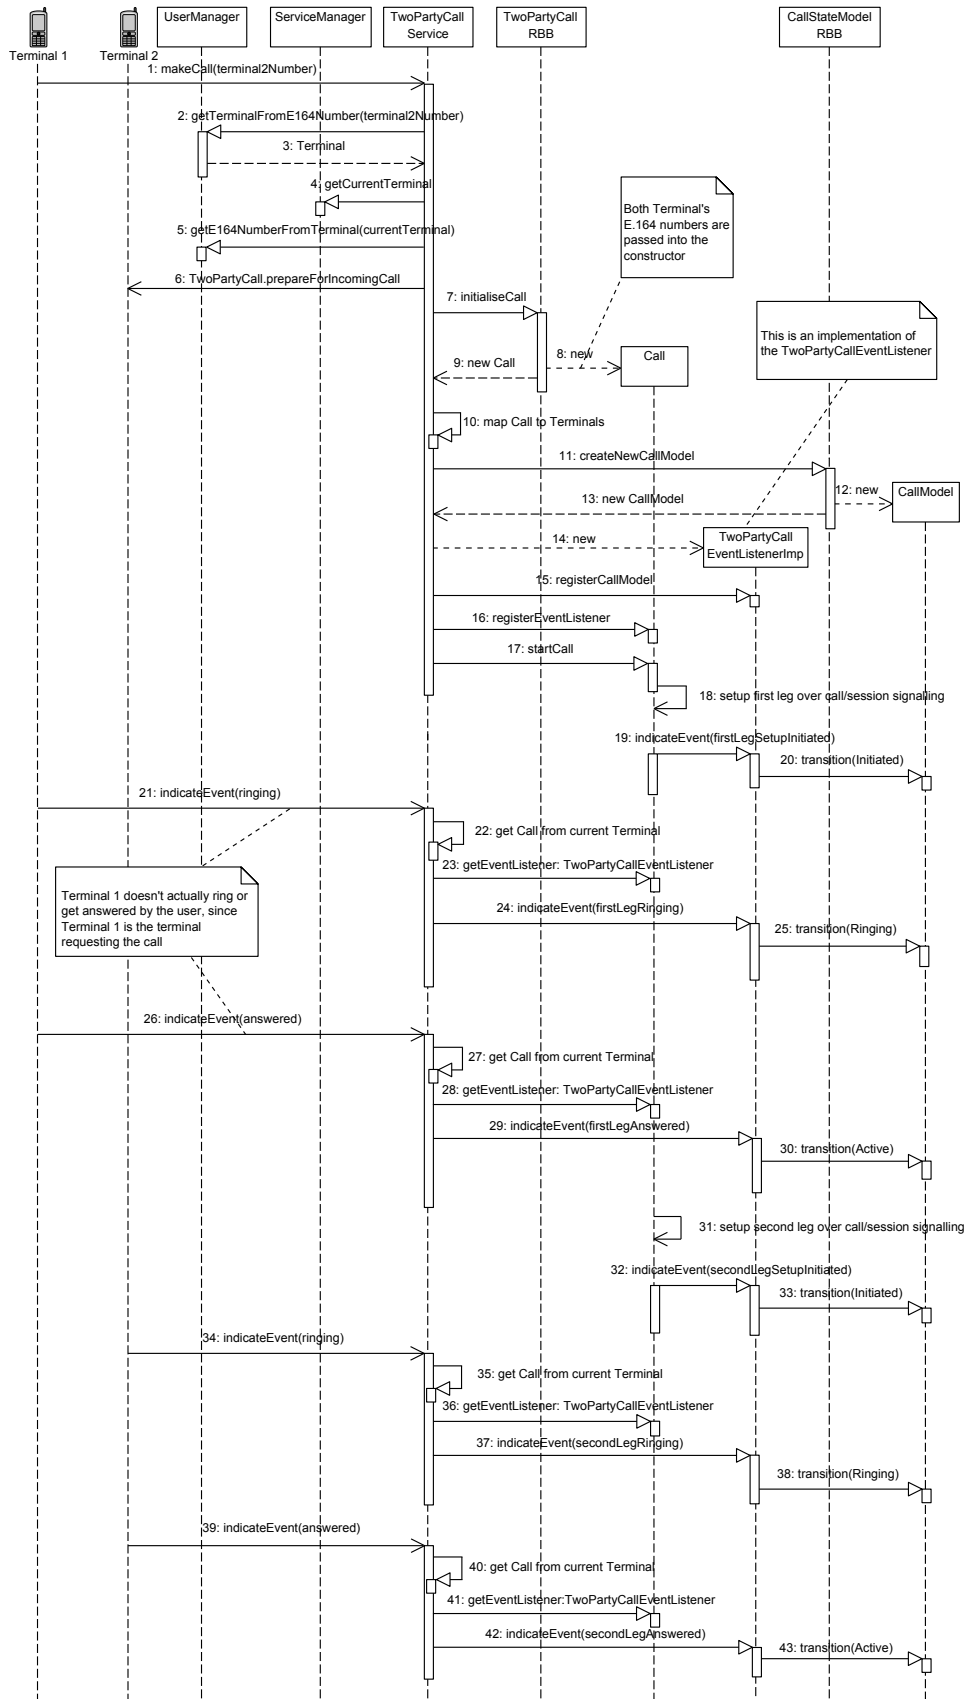 UserManager
ServiceManager
TwoPartyCall
Service
TwoPartyCall
RBB
CallStateModel
RBB
Terminal 1
Terminal 2
1: makeCall(terminal2Number)
2: getTerminalFromE164Number(terminal2Number)
3: Terminal
4: getCurrentTerminal
Both Terminal's
E.164 numbers are
passed into the
constructor
5: getE164NumberFromTerminal(currentTerminal)
6: TwoPartyCall.prepareForIncomingCall
7: initialiseCall
This is an implementation of
the TwoPartyCallEventListener
8: new
Call
9: new Call
10: map Call to Terminals
11: createNewCallModel
12: new
CallModel
13: new CallModel
14: new
TwoPartyCall
EventListenerImp
15: registerCallModel
16: registerEventListener
17: startCall
18: setup first leg over call/session signalling
19: indicateEvent(firstLegSetupInitiated)
20: transition(Initiated)
21: indicateEvent(ringing)
22: get Call from current Terminal
23: getEventListener: TwoPartyCallEventListener
Terminal 1 doesn't actually ring or
get answered by the user, since
Terminal 1 is the terminal
requesting the call
24: indicateEvent(firstLegRinging)
25: transition(Ringing)
26: indicateEvent(answered)
27: get Call from current Terminal
28: getEventListener: TwoPartyCallEventListener
29: indicateEvent(firstLegAnswered)
30: transition(Active)
31: setup second leg over call/session signalling
32: indicateEvent(secondLegSetupInitiated)
33: transition(Initiated)
34: indicateEvent(ringing)
35: get Call from current Terminal
36: getEventListener: TwoPartyCallEventListener
37: indicateEvent(secondLegRinging)
38: transition(Ringing)
39: indicateEvent(answered)
40: get Call from current Terminal
41: getEventListener:TwoPartyCallEventListener
42: indicateEvent(secondLegAnswered)
43: transition(Active)